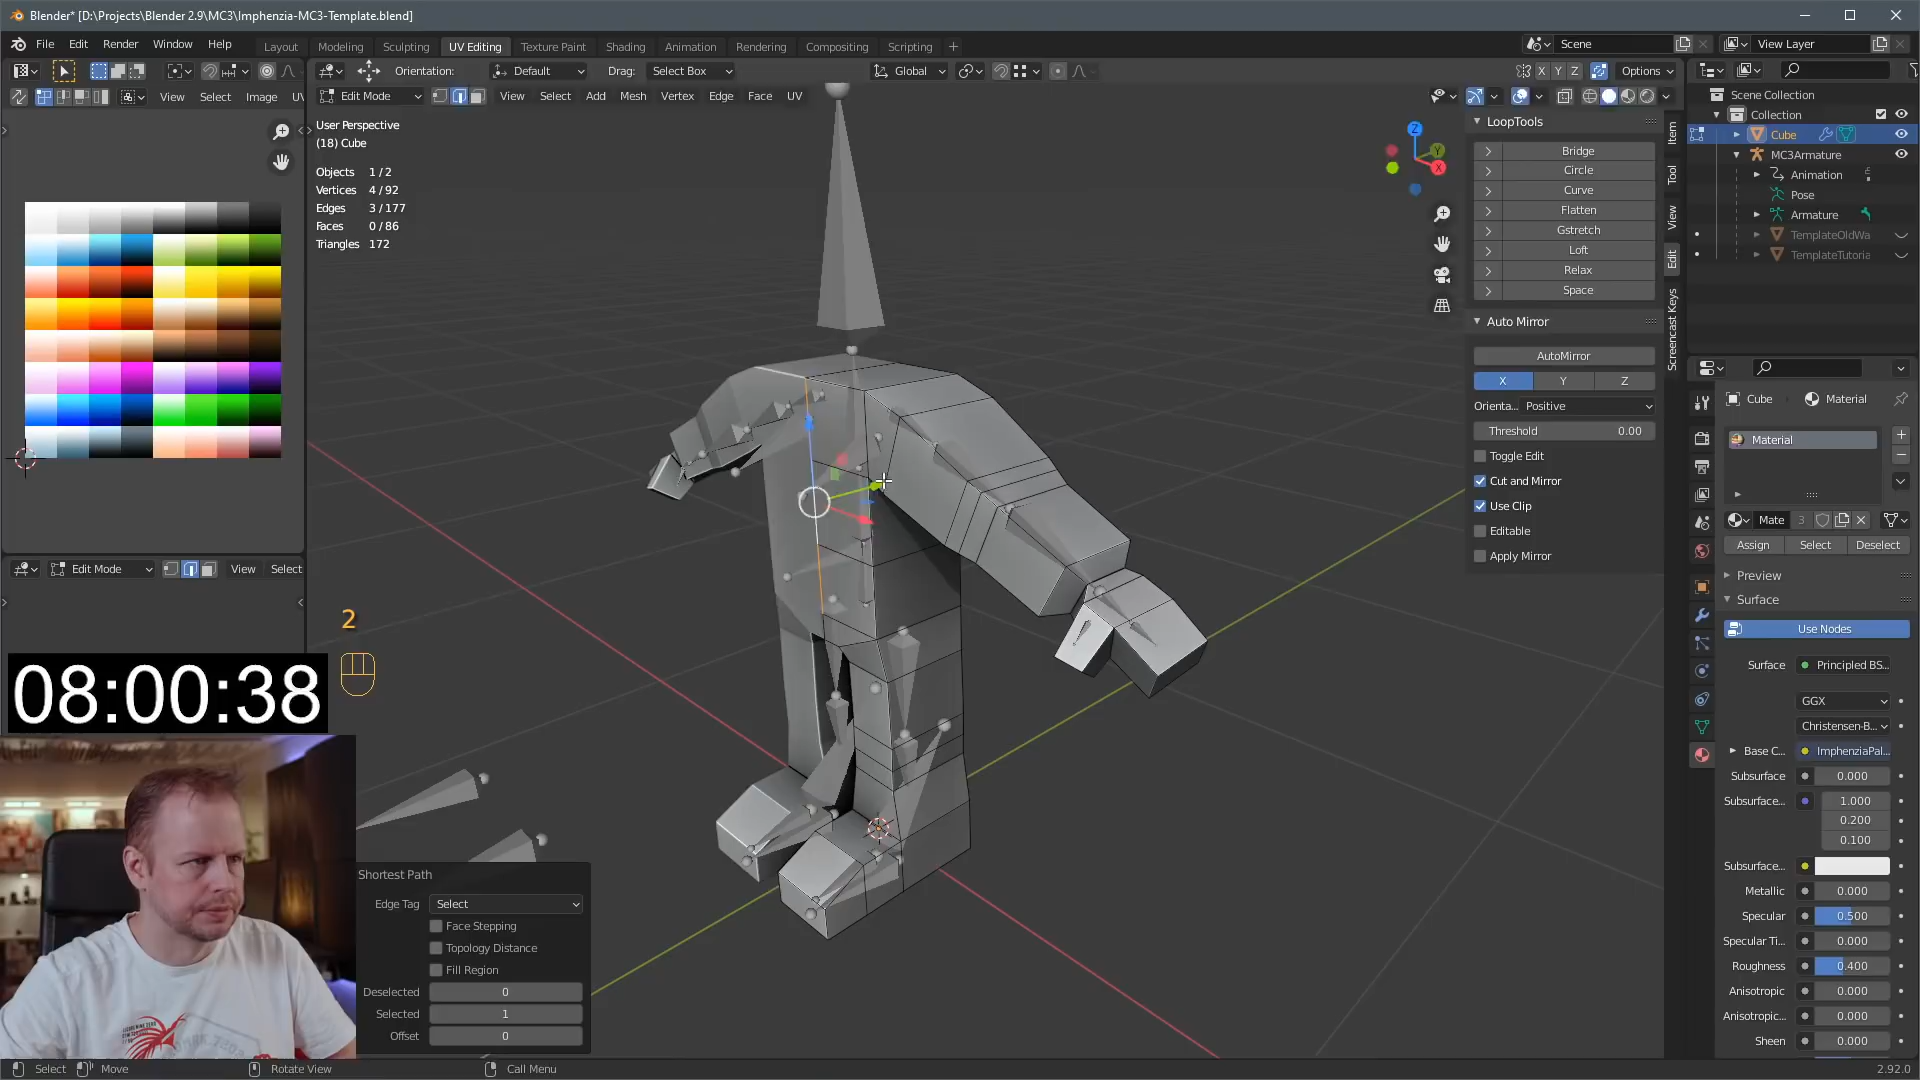 Blender* [D:\Projects\Blender 2.9\MC3\Imphenzia-MC3-Template.blend]
File Edit Render Window Help
Layout Modeling Sculpting UV Editing Texture Paint Shading Animation Rendering Compositing Scripting +
Scene
View Layer
Orientation: Default Drag: Select Box
Global
X Y Z Options
View Select Image UV
Edit Mode
View Select Add Mesh Vertex Edge Face UV
User Perspective
(18) Cube
Objects 1 / 2
Vertices 4 / 92
Edges 3 / 177
Faces 0 / 86
Triangles 172
Z
Y
X
LoopTools
Bridge
Circle
Curve
Flatten
Gstretch
Loft
Relax
Space
Auto Mirror
AutoMirror
X Y Z
Orienta... Positive
Threshold 0.00
Toggle Edit
Cut and Mirror
Use Clip
Editable
Apply Mirror
Item
Tool
View
Edit
Screencast Keys
Scene Collection
Collection
Cube
MC3Armature
Animation
Pose
Armature
TemplateOldWa
TemplateTutoria
Cube Material
Material
Mate 3
Assign Select Deselect
Preview
Surface
Use Nodes
Surface Principled BS...
GGX
Christensen-B...
Base C... ImphenziaPal...
Subsurface 0.000
Subsurface... 1.000
0.200
0.100
Subsurface...
Metallic 0.000
Specular 0.500
Specular Ti... 0.000
Roughness 0.400
Anisotropic 0.000
Anisotropic... 0.000
Sheen 0.000
Edit Mode View Select
2
08:00:38
Shortest Path
Edge Tag Select
Face Stepping
Topology Distance
Fill Region
Deselected 0
Selected 1
Offset 0
Select Move Rotate View Call Menu
2.92.0